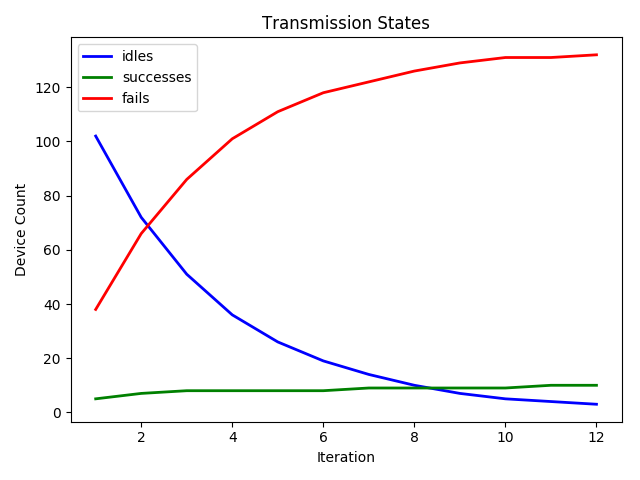 Transmission States
idles
successes
fails
Device Count
120
100
80
60
40
20
0
2 4 6 8 10 12
Iteration